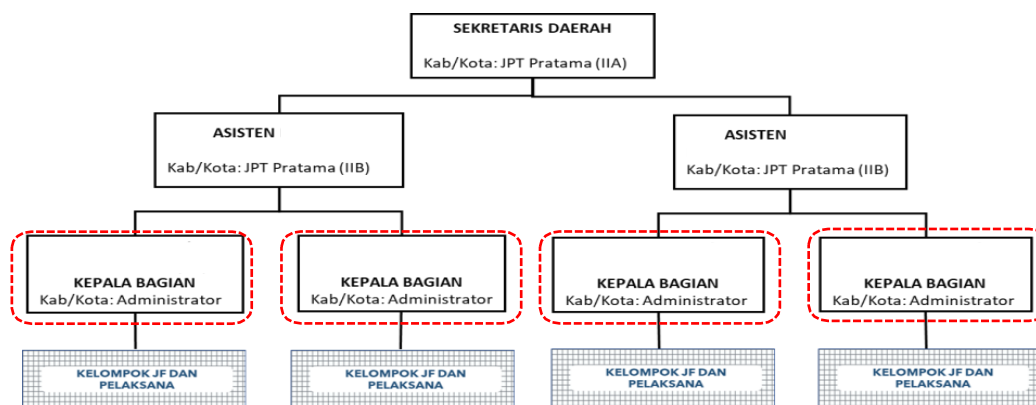 SEKRETARIS DAERAH
Kab/Kota: JPT Pratama (IIA)
ASISTEN
Kab/Kota: JPT Pratama (IIB)
ASISTEN
Kab/Kota: JPT Pratama (IIB)
KEPALA BAGIAN
Kab/Kota: Administrator
KEPALA BAGIAN
Kab/Kota: Administrator
KEPALA BAGIAN
Kab/Kota: Administrator
KEPALA BAGIAN
Kab/Kota: Administrator
KELOMPOK JF DAN
PELAKSANA
KELOMPOK JF DAN
PELAKSANA
KELOMPOK JF DAN
PELAKSANA
KELOMPOK JF DAN
PELAKSANA